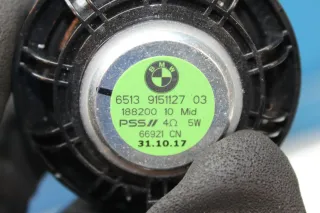 BMW
6513 9151127 03
188200 10 Mid.
PSS// 4Ω 5W
66921 CN
31.10.17